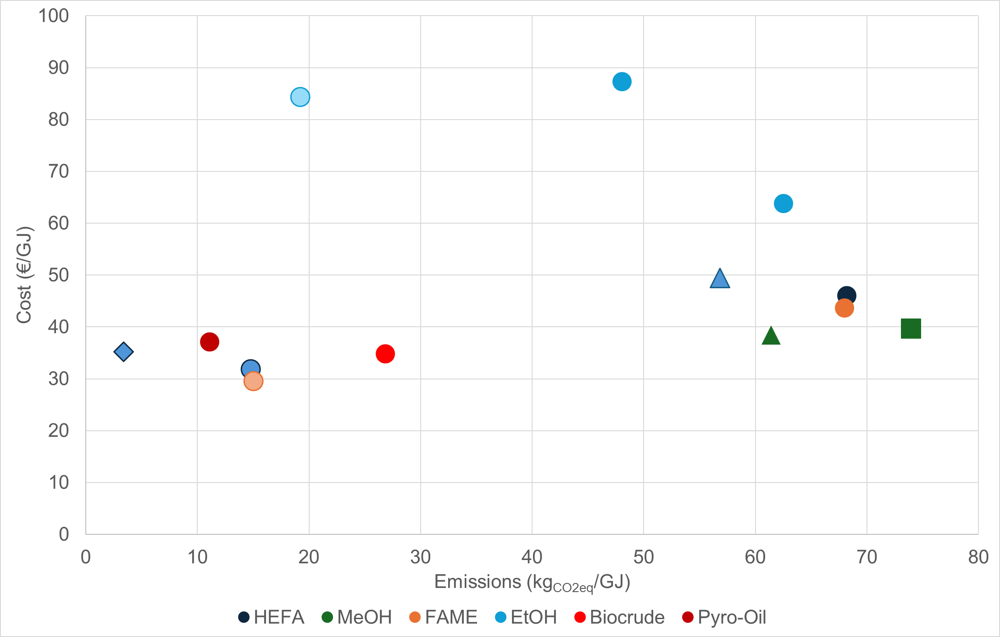 100
90
80
70
60
50
40
30
20
10
0
Cost (€/GJ)
0 10 20 30 40 50 60 70 80
Emissions (kgCO2eq/GJ)
HEFA MeOH FAME EtOH Biocrude Pyro-Oil